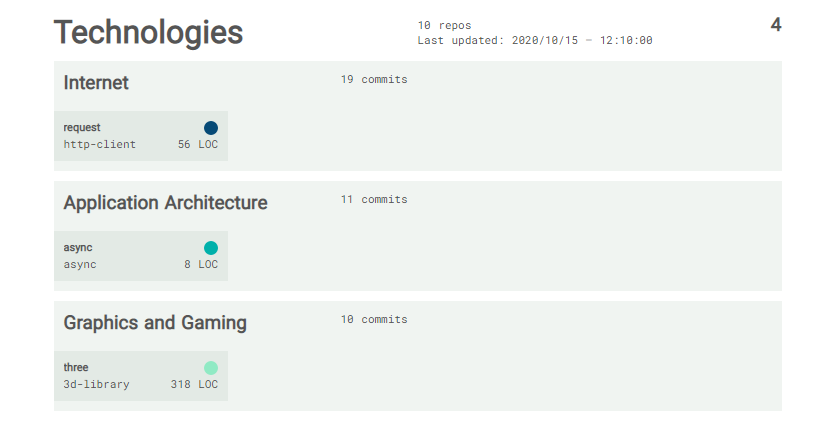 Technologies
10 repos
Last updated: 2020/10/15 – 12:10:00
4
Internet
19 commits
request
http-client 56 LOC
Application Architecture
11 commits
async
async 8 LOC
Graphics and Gaming
10 commits
three
3d-library 318 LOC